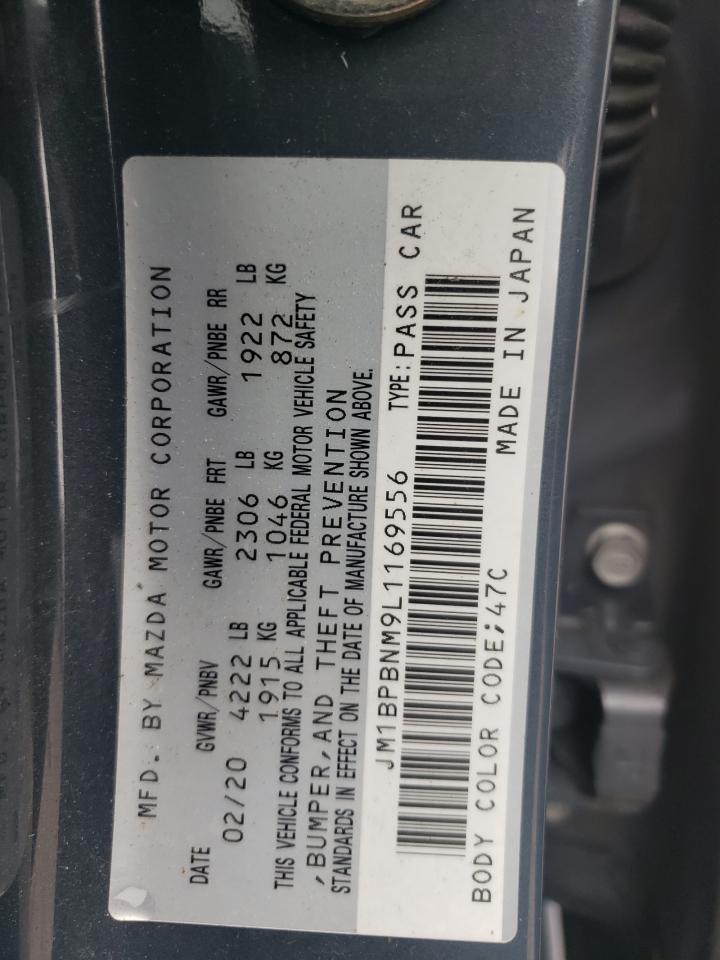 MFD. BY MAZDA MOTOR CORPORATION
DATE GVWR/PNBV GAWR/PNBE FRT GAWR/PNBE RR
02/20 4222 LB 2306 LB 1922 LB
1915 KG 1046 KG 872 KG
THIS VEHICLE CONFORMS TO ALL APPLICABLE FEDERAL MOTOR VEHICLE SAFETY
,BUMPER,AND THEFT PREVENTION
STANDARDS IN EFFECT ON THE DATE OF MANUFACTURE SHOWN ABOVE.
JM1BPBNM9L1169556 TYPE:PASS CAR
BODY COLOR CODE;47C MADE IN JAPAN